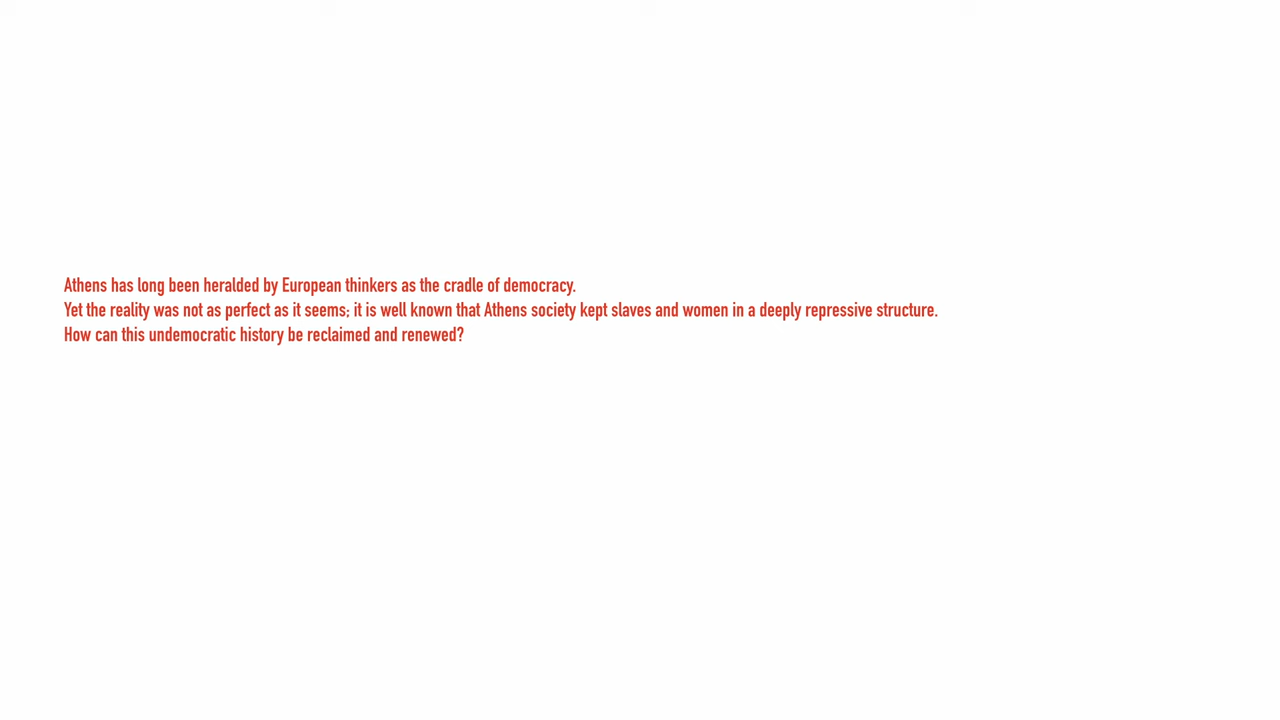 Athens has long been heralded by European thinkers as the cradle of democracy.
Yet the reality was not as perfect as it seems; it is well known that Athens society kept slaves and women in a deeply repressive structure.
How can this undemocratic history be reclaimed and renewed?